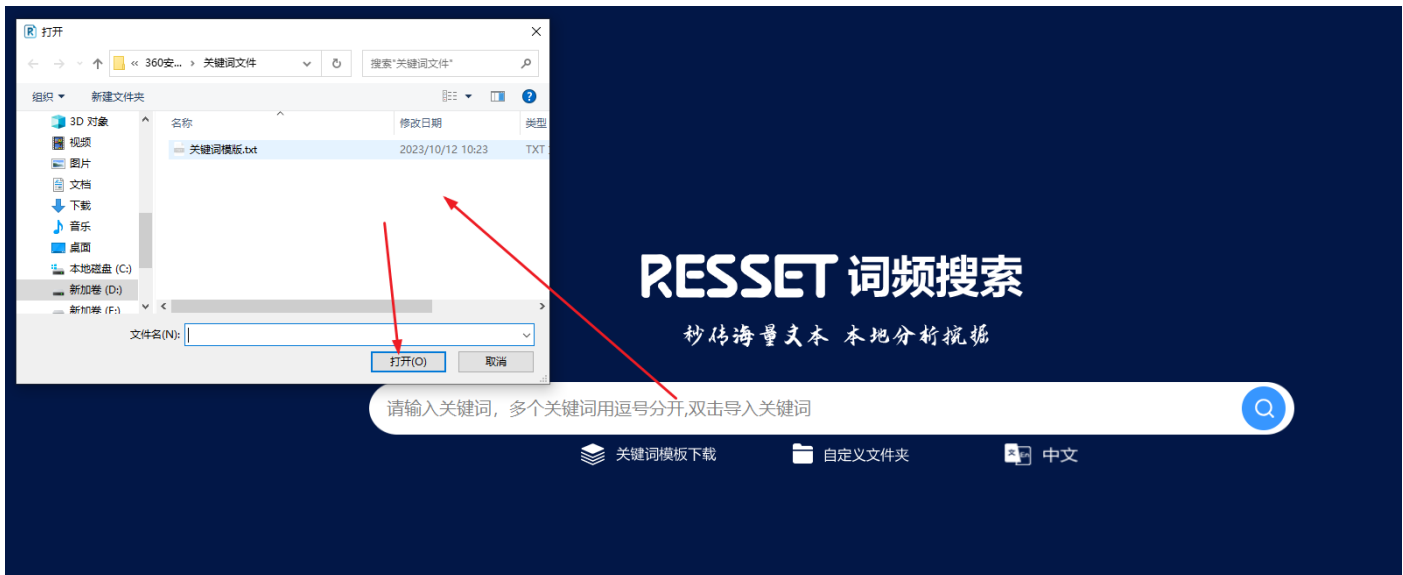 打开
« 360安... › 关键词文件
搜索"关键词文件"
组织
新建文件夹
名称
修改日期
类型
3D 对象
视频
图片
文档
下载
音乐
桌面
本地磁盘 (C:)
新加卷 (D:)
新加卷 (E:)
关键词模版.txt
2023/10/12 10:23
TXT
文件名(N):
打开(O)
取消
RESSET 词频搜索
秒传海量文本 本地分析挖掘
请输入关键词，多个关键词用逗号分开,双击导入关键词
关键词模板下载
自定义文件夹
中文